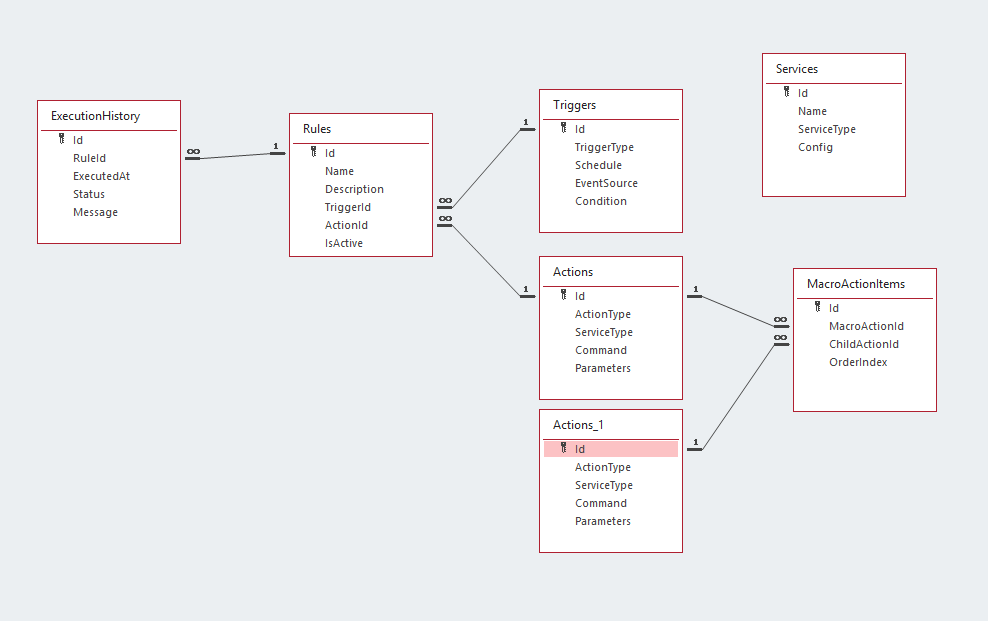 ExecutionHistory
Id
RuleId
ExecutedAt
Status
Message
∞
1
Rules
Id
Name
Description
TriggerId
ActionId
IsActive
∞
∞
1
1
Triggers
Id
TriggerType
Schedule
EventSource
Condition
Actions
Id
ActionType
ServiceType
Command
Parameters
Actions_1
Id
ActionType
ServiceType
Command
Parameters
1
1
∞
∞
Services
Id
Name
ServiceType
Config
MacroActionItems
Id
MacroActionId
ChildActionId
OrderIndex